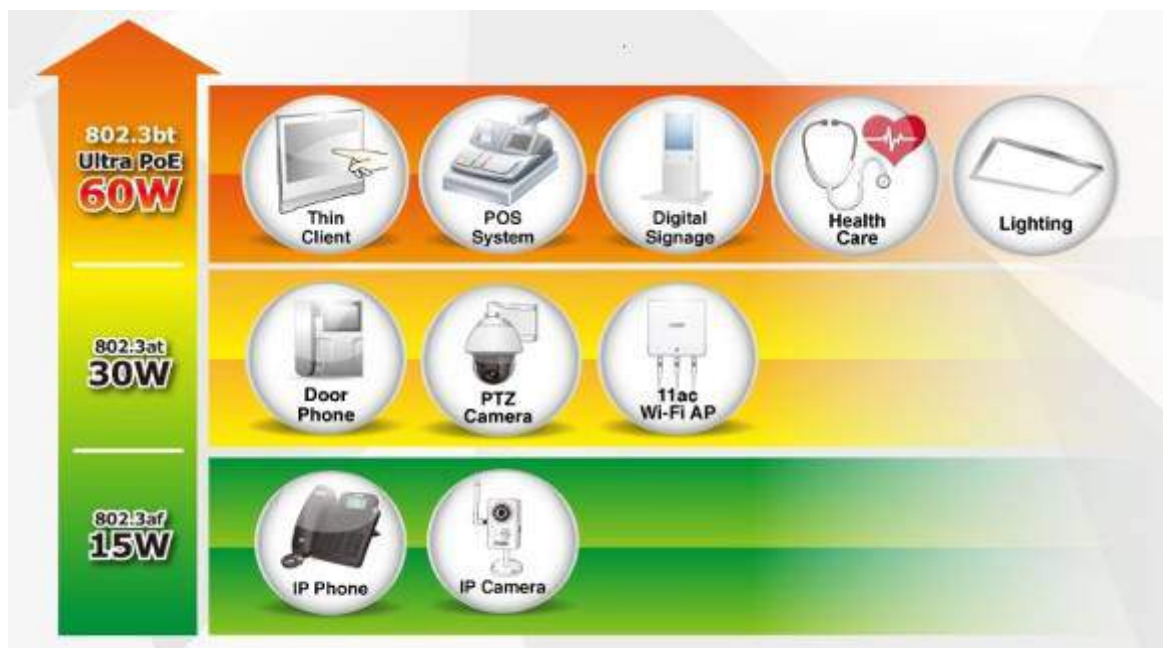 802.3bt
Ultra PoE
60W
Thin
Client
POS
System
Digital
Signage
Health
Care
Lighting
802.3at
30W
Door
Phone
PTZ
Camera
11ac
Wi-Fi AP
802.3af
15W
IP Phone
IP Camera